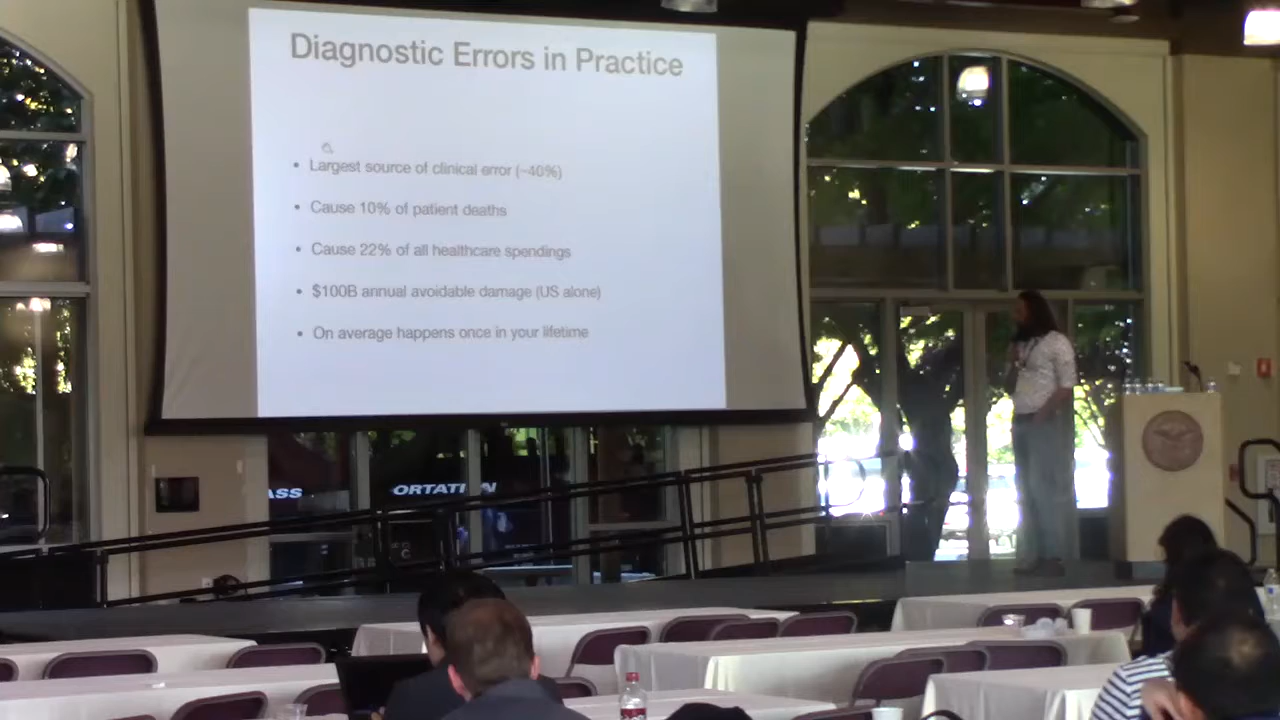 Diagnostic Errors in Practice
• Largest source of clinical error (~40%)
• Cause 10% of patient deaths
• Cause 22% of all healthcare spendings
• $100B annual avoidable damage (US alone)
• On average happens once in your lifetime
ASS
ORTATI N